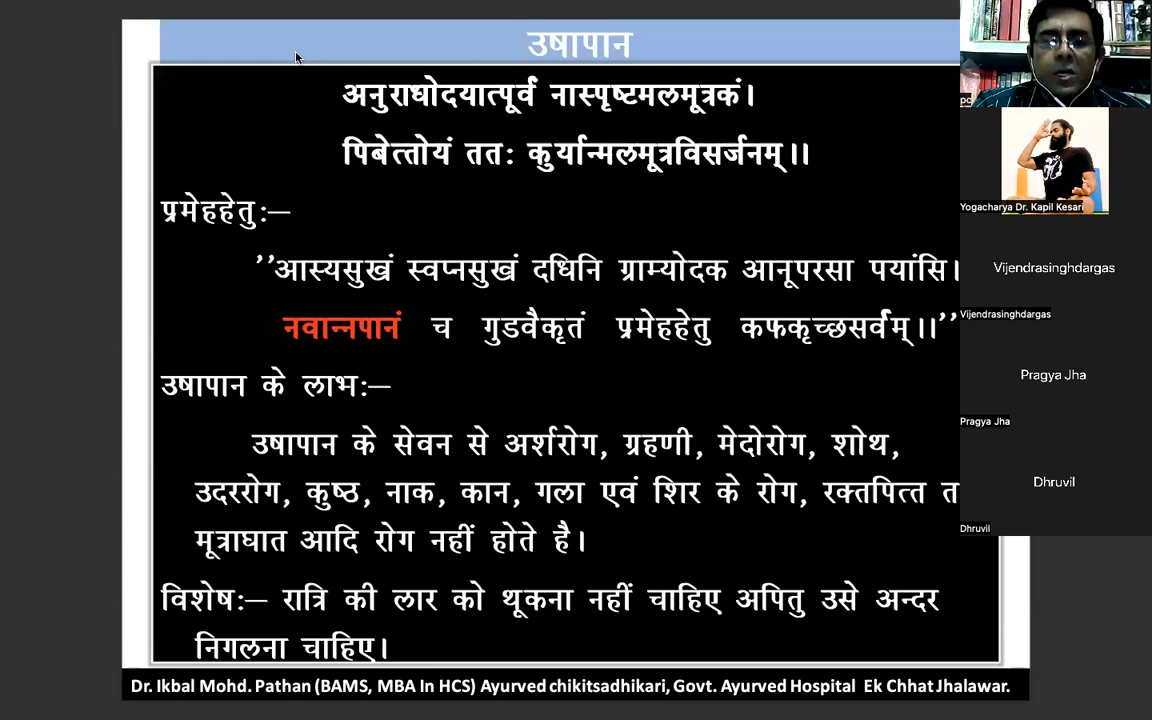 उषापान
अनुराधोदयात्पूर्वं नास्पृष्टमलमूत्रकं।
पिबेत्तोयं ततः कुर्यान्मलमूत्रविसर्जनम्।।
प्रमेहहेतुः—
’’आस्यसुखं स्वप्नसुखं दधिनि ग्राम्योदक आनूपरसा पयांसि।
नवान्नपानं च गुडवैकृतं प्रमेहहेतु कफकृच्छसर्वम्।।’’
उषापान के लाभः—
उषापान के सेवन से अर्शरोग, ग्रहणी, मेदोरोग, शोथ,
उदररोग, कुष्ठ, नाक, कान, गला एवं शिर के रोग, रक्तपित्त त
मूत्राघात आदि रोग नहीं होते है।
विशेषः— रात्रि की लार को थूकना नहीं चाहिए अपितु उसे अन्दर
निगलना चाहिए।
Dr. Ikbal Mohd. Pathan (BAMS, MBA In HCS) Ayurved chikitsadhikari, Govt. Ayurved Hospital Ek Chhat Jhalawar.
Yogacharya Dr. Kapil Kesari
Vijendrasinghdargas
Vijendrasinghdargas
Pragya Jha
Pragya Jha
Dhruvil
Dhruvil